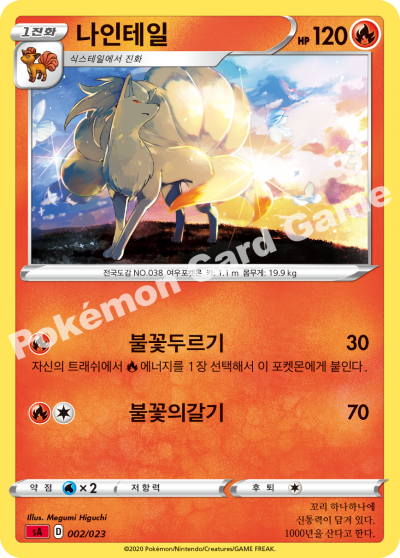 1진화
나인테일
HP 120
식스테일에서 진화
전국도감 NO.038 여우포켓몬 키: 1.1 m 몸무게: 19.9 kg
Pokémon Card Game
불꽃두르기 30
자신의 트래쉬에서 에너지를 1장 선택해서 이 포켓몬에게 붙인다.
불꽃의갈기 70
약점 ×2 저항력 후퇴
Illus. Megumi Higuchi
sA D 002/023
꼬리 하나하나에
신통력이 담겨 있다.
1000년을 산다고 한다.
©2020 Pokémon/Nintendo/Creatures/GAME FREAK.